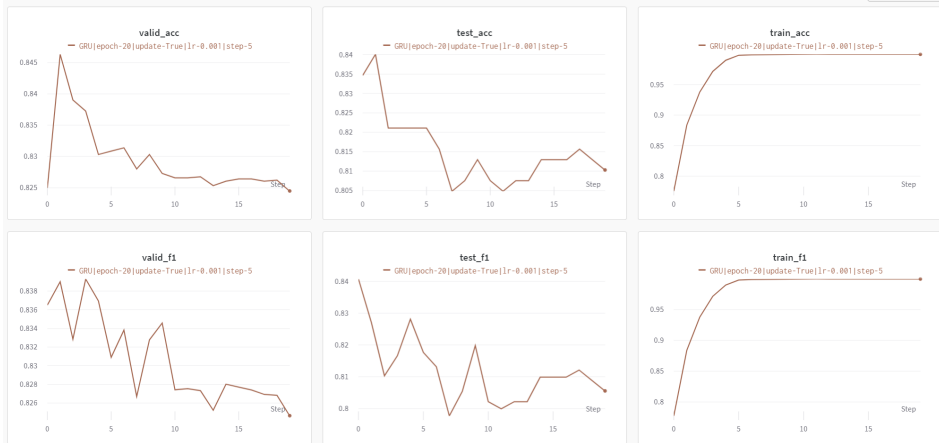 valid_acc
GRU|epoch-20|update-True|lr-0.001|step-5
0.845
0.84
0.835
0.83
0.825
Step
0 5 10 15
test_acc
GRU|epoch-20|update-True|lr-0.001|step-5
0.84
0.835
0.83
0.825
0.82
0.815
0.81
0.805
Step
0 5 10 15
train_acc
GRU|epoch-20|update-True|lr-0.001|step-5
0.95
0.9
0.85
0.8
Step
0 5 10 15
valid_f1
GRU|epoch-20|update-True|lr-0.001|step-5
0.838
0.836
0.834
0.832
0.83
0.828
0.826
Step
0 5 10 15
test_f1
GRU|epoch-20|update-True|lr-0.001|step-5
0.84
0.83
0.82
0.81
0.8
Step
0 5 10 15
train_f1
GRU|epoch-20|update-True|lr-0.001|step-5
0.95
0.9
0.85
0.8
Step
0 5 10 15